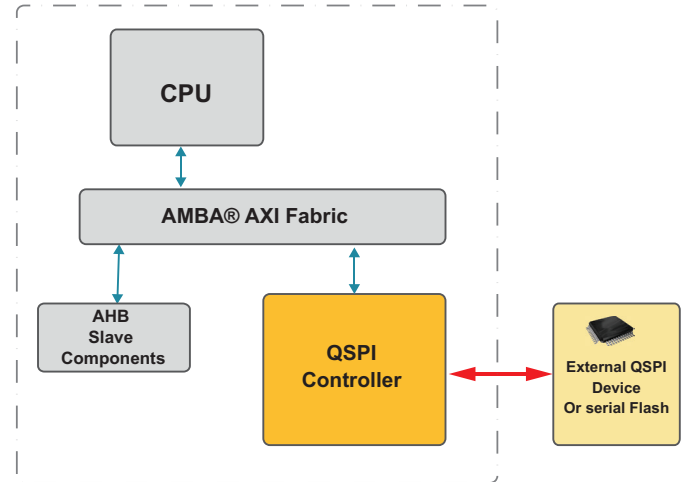 CPU
AMBA® AXI Fabric
AHB
Slave
Components
QSPI
Controller
External QSPI
Device
Or serial Flash